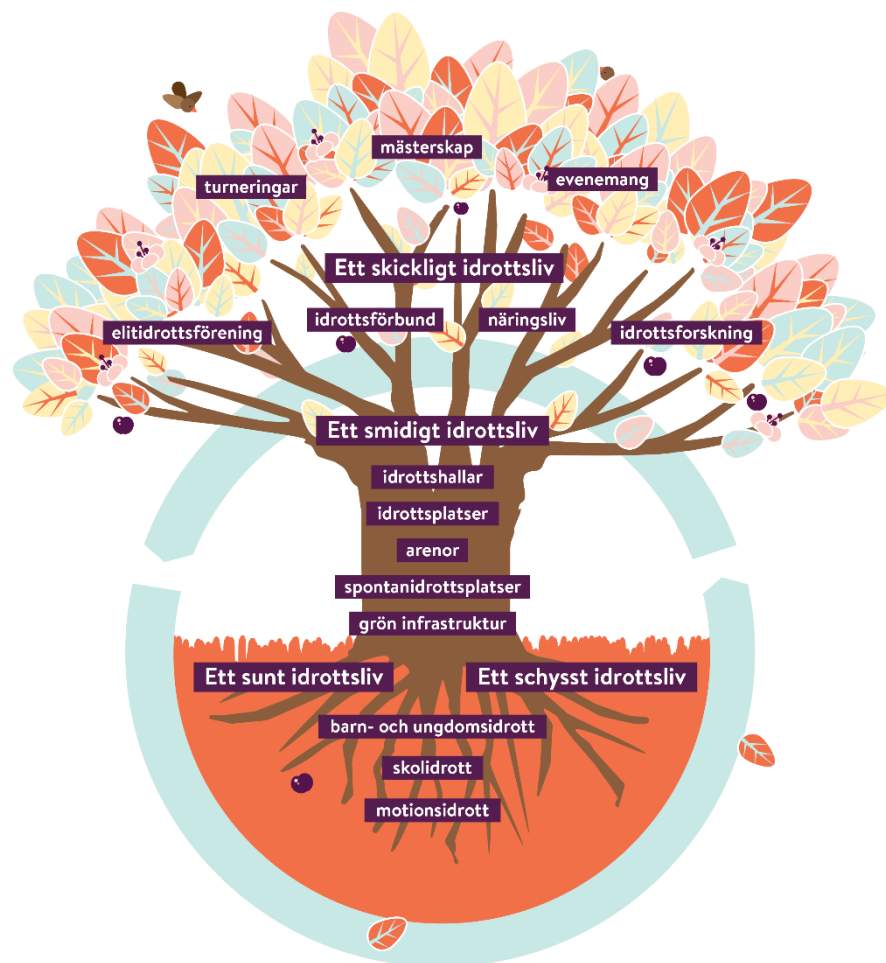 mästerskap
turneringar
evenemang
Ett skickligt idrottsliv
idrottsförbund
näringsliv
elitidrottsförening
idrottsforskning
Ett smidigt idrottsliv
idrottshallar
idrottsplatser
arenor
spontanidrottsplatser
grön infrastruktur
Ett sunt idrottsliv
Ett schysst idrottsliv
barn- och ungdomsidrott
skolidrott
motionsidrott